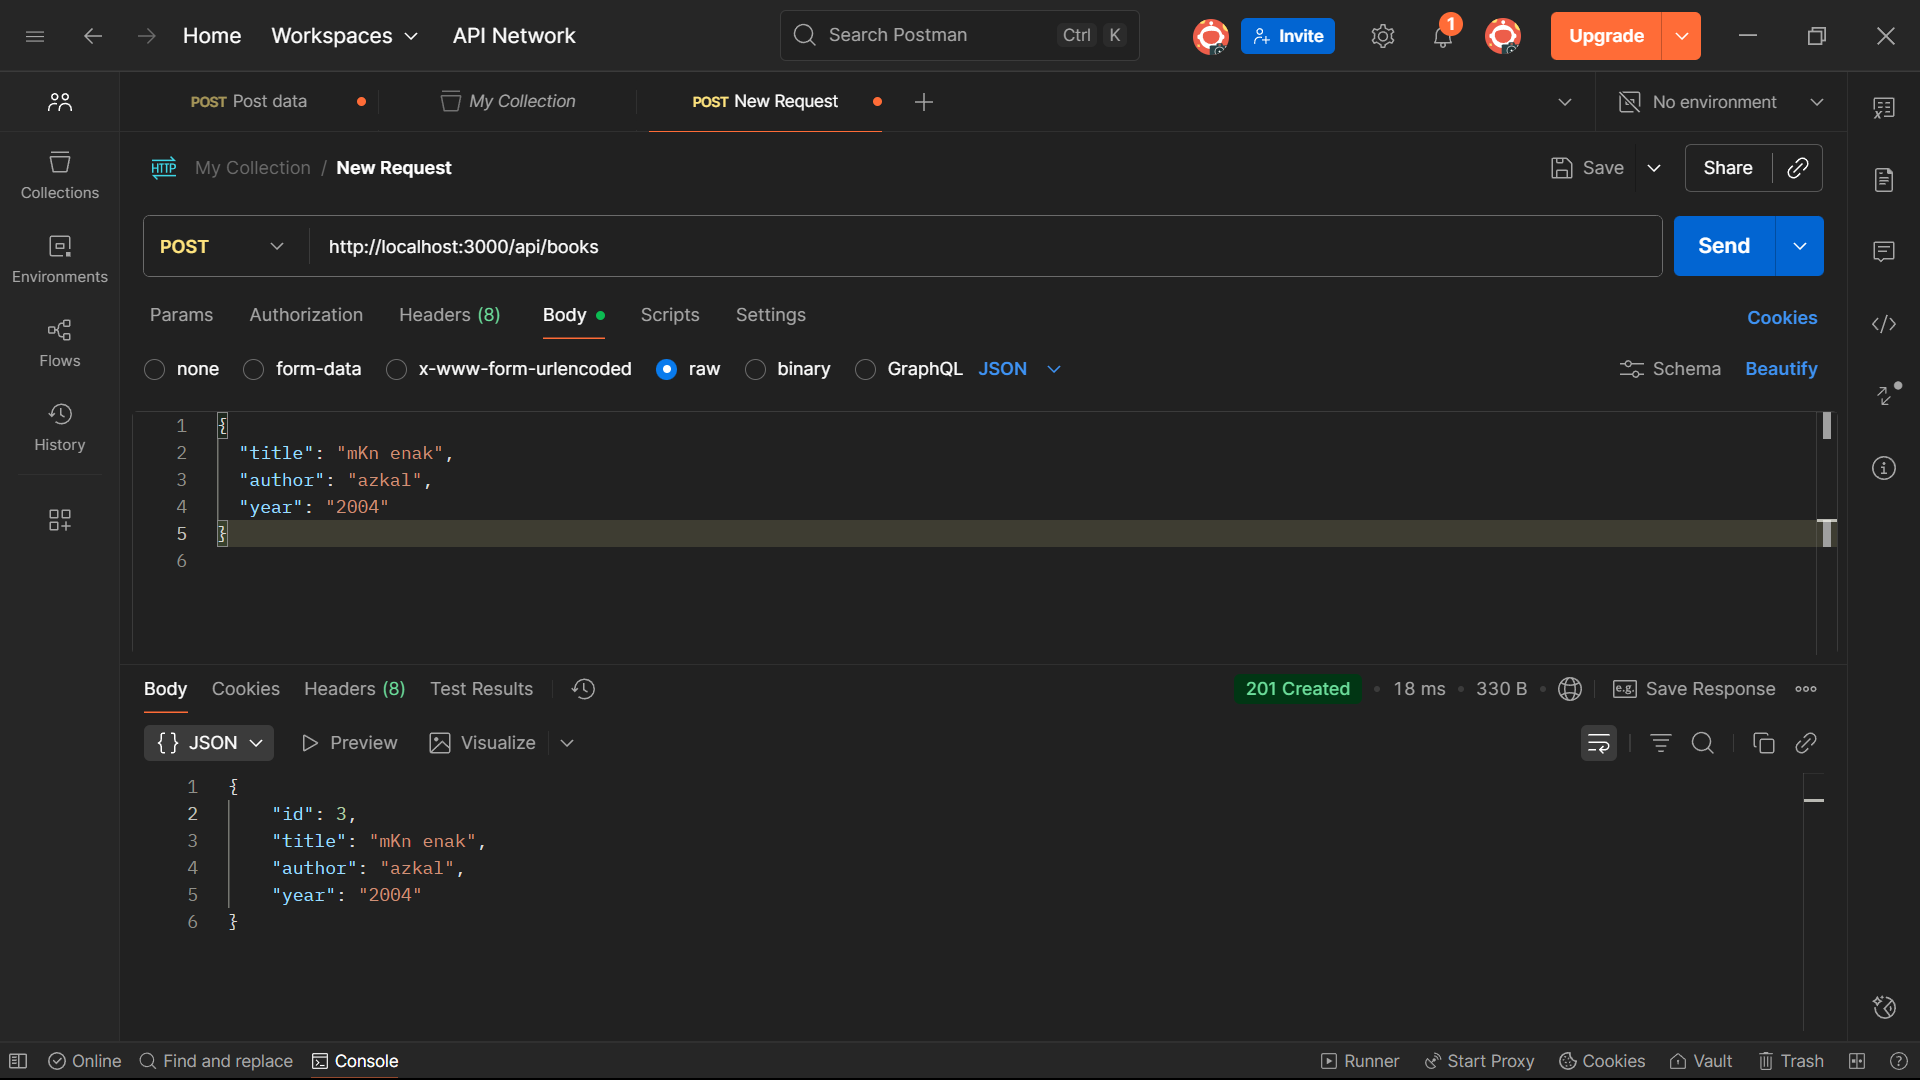 Home Workspaces API Network Search Postman Ctrl K Invite 1 Upgrade
POST Post data My Collection POST New Request No environment
HTTP My Collection / New Request Save Share
Collections
Environments
Flows
History
POST http://localhost:3000/api/books Send
Params Authorization Headers (8) Body Scripts Settings Cookies
none form-data x-www-form-urlencoded raw binary GraphQL JSON Schema Beautify
1 {
2 "title": "mKn enak",
3 "author": "azkal",
4 "year": "2004"
5 }
6
Body Cookies Headers (8) Test Results 201 Created • 18 ms • 330 B • e.g. Save Response
{} JSON Preview Visualize
1 {
2 "id": 3,
3 "title": "mKn enak",
4 "author": "azkal",
5 "year": "2004"
6 }
Online Find and replace Console Runner Start Proxy Cookies Vault Trash